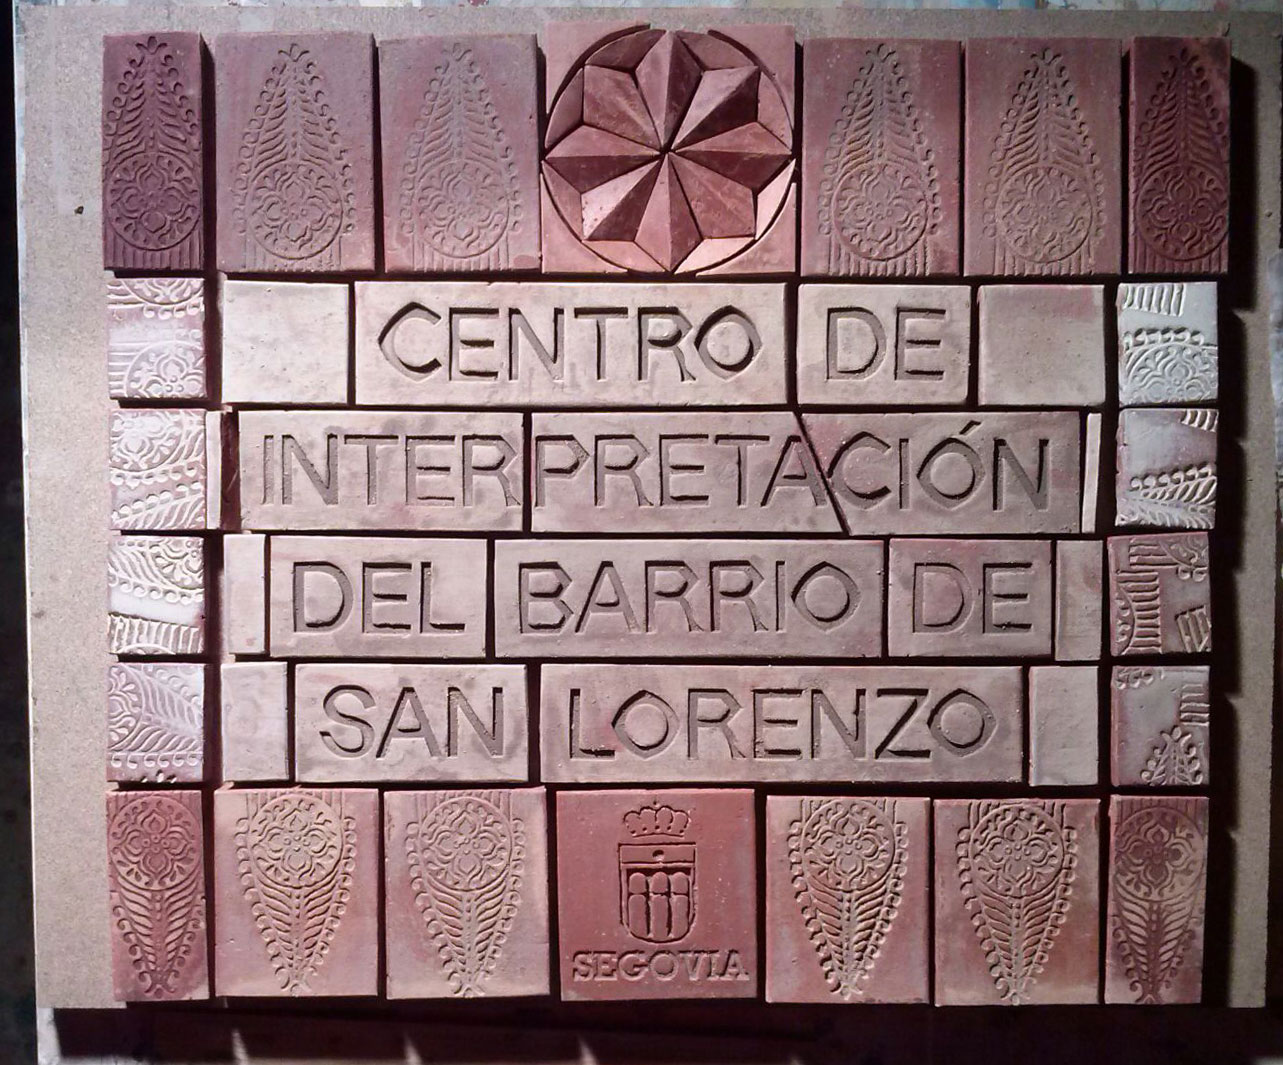 CENTRO DE
INTERPRETACIÓN
DEL BARRIO DE
SAN LORENZO
SEGOVIA